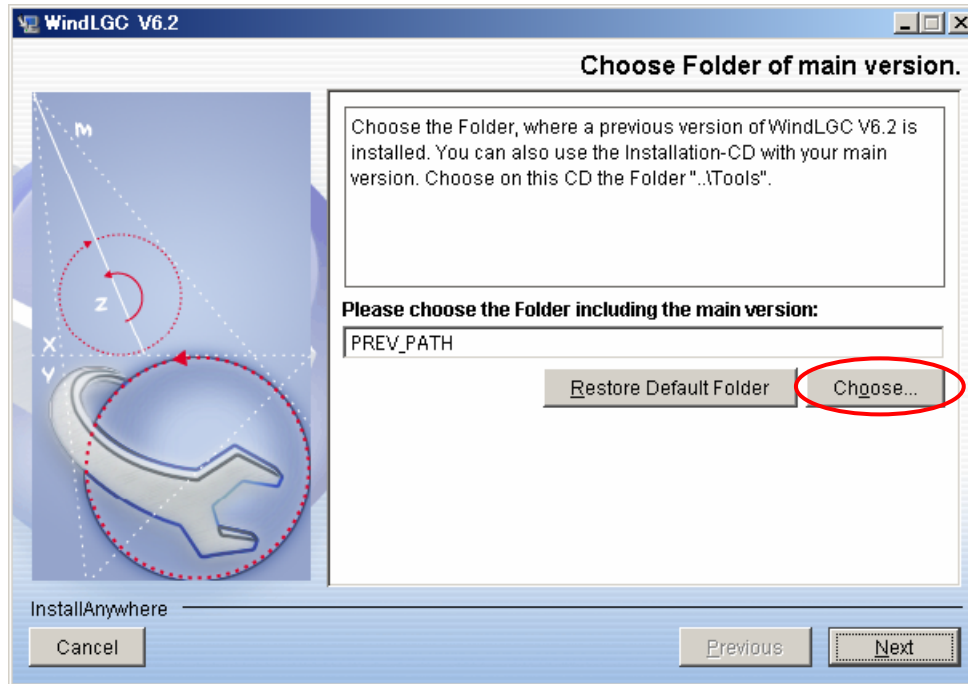 WindLGC V6.2
Choose Folder of main version.
M
Z
X
Y
Choose the Folder, where a previous version of WindLGC V6.2 is
installed. You can also use the Installation-CD with your main
version. Choose on this CD the Folder "..\Tools".
Please choose the Folder including the main version:
PREV_PATH
Restore Default Folder
Choose...
InstallAnywhere
Cancel
Previous
Next